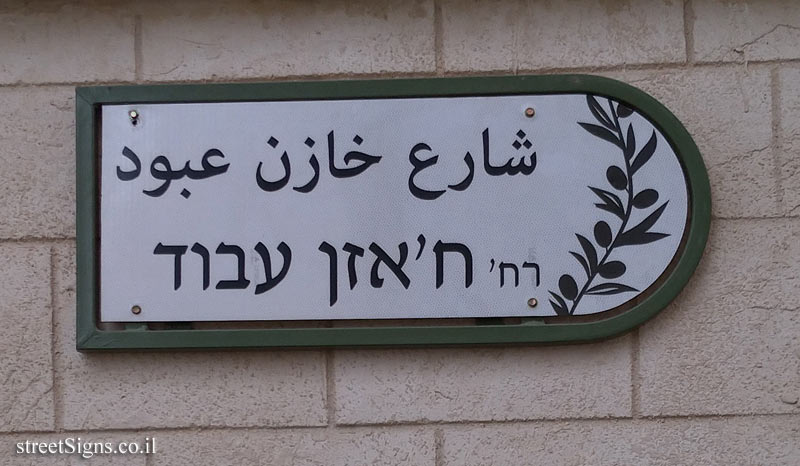 شارع خازن عبود
רח' ח'אזן עבוד
streetSigns.co.il